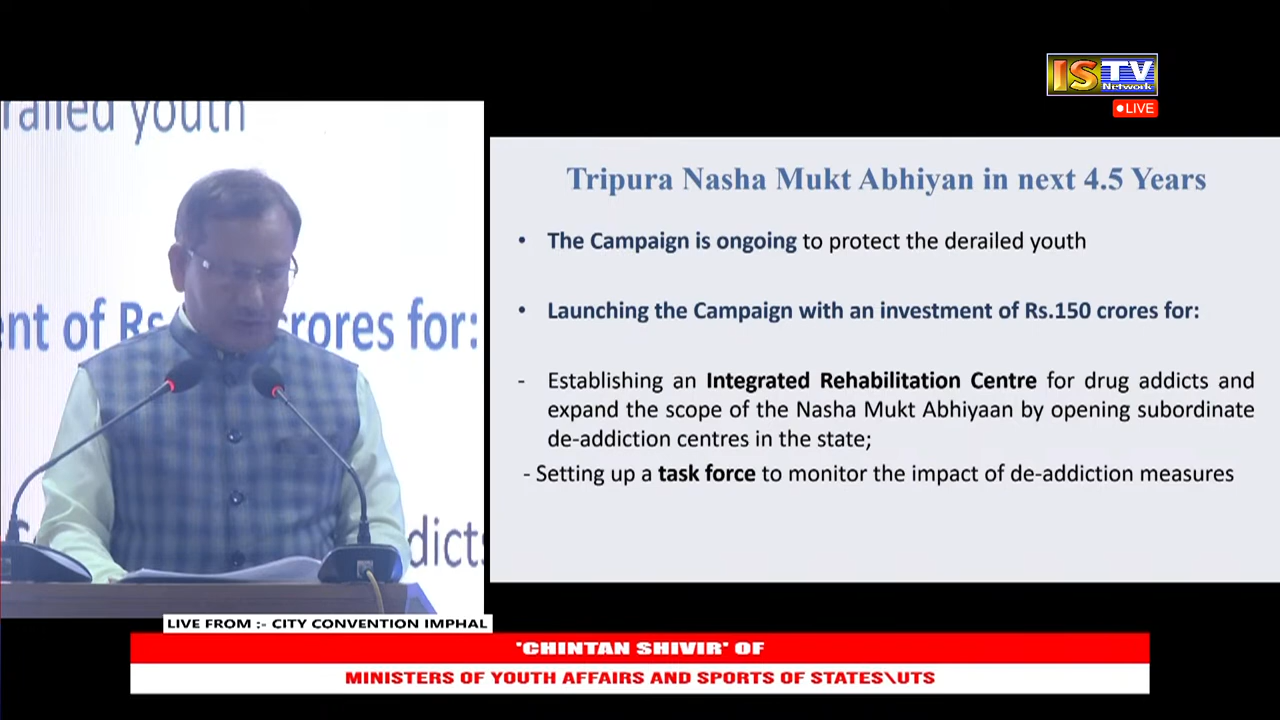 ISTV
Network
LIVE
railed youth
ent of Rs. crores for:
dicts
Tripura Nasha Mukt Abhiyan in next 4.5 Years
• The Campaign is ongoing to protect the derailed youth
• Launching the Campaign with an investment of Rs.150 crores for:
- Establishing an Integrated Rehabilitation Centre for drug addicts and
expand the scope of the Nasha Mukt Abhiyaan by opening subordinate
de-addiction centres in the state;
- Setting up a task force to monitor the impact of de-addiction measures
LIVE FROM :- CITY CONVENTION IMPHAL
'CHINTAN SHIVIR' OF
MINISTERS OF YOUTH AFFAIRS AND SPORTS OF STATES\UTS